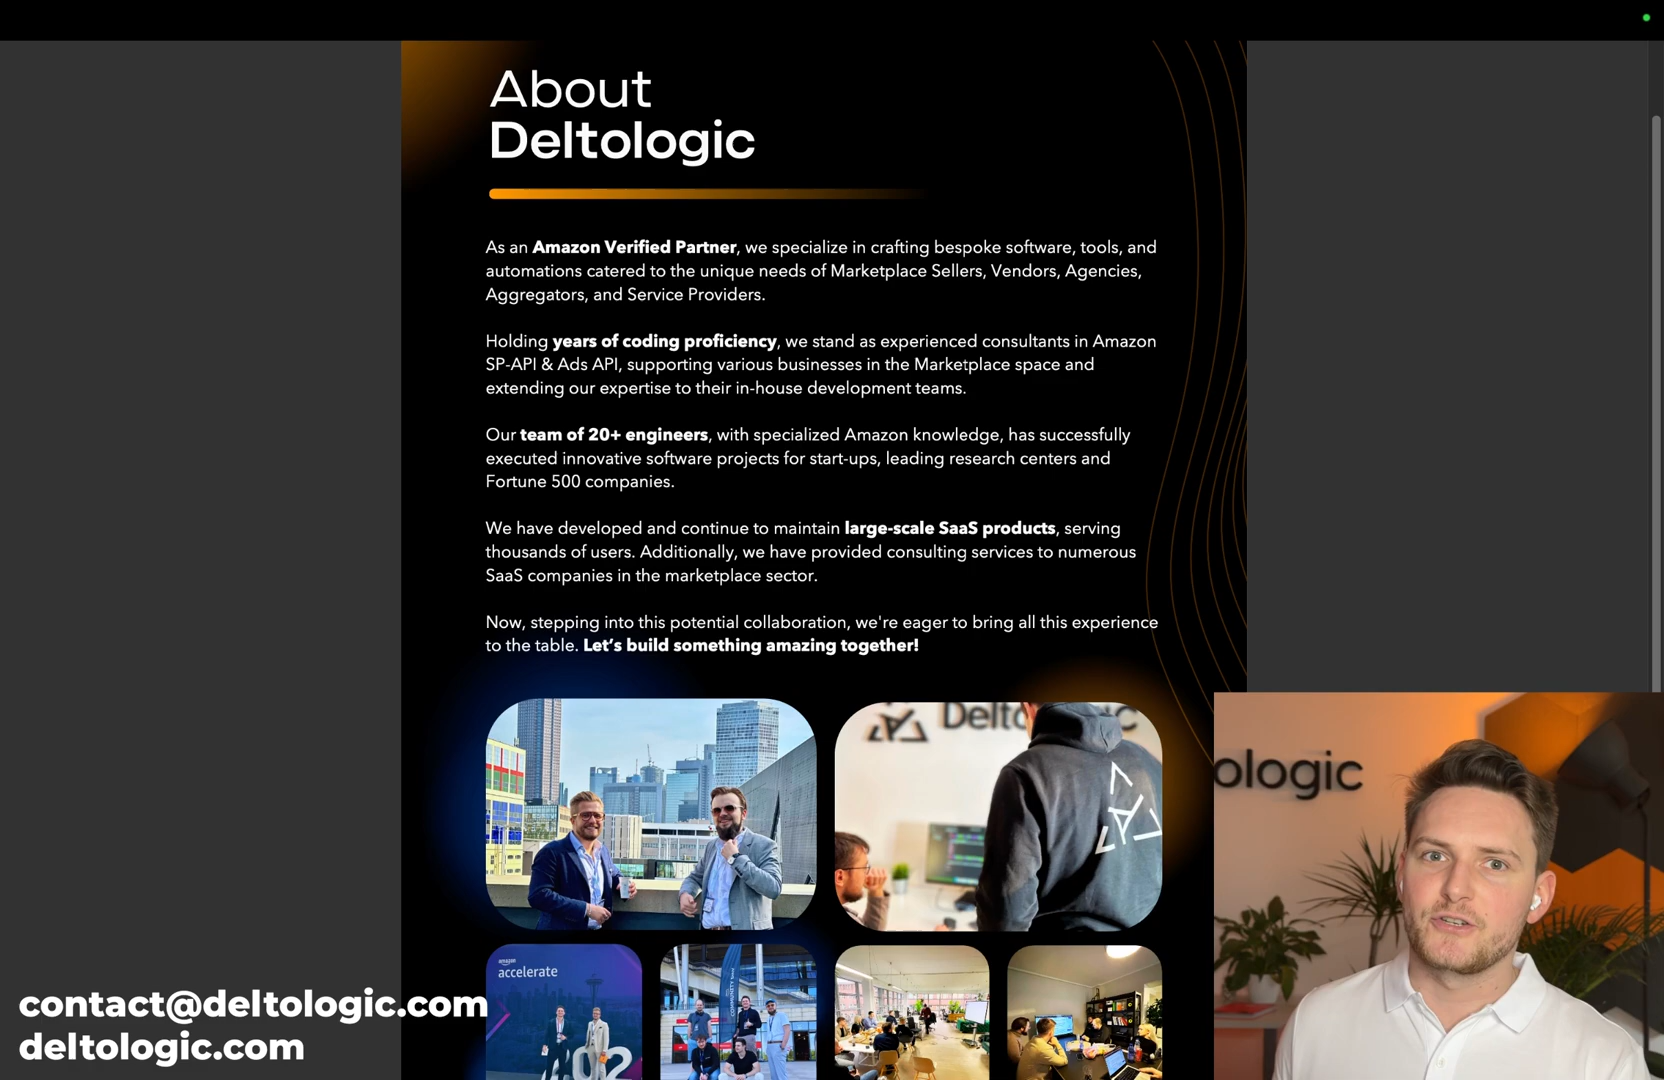 About
Deltologic
As an Amazon Verified Partner, we specialize in crafting bespoke software, tools, and
automations catered to the unique needs of Marketplace Sellers, Vendors, Agencies,
Aggregators, and Service Providers.
Holding years of coding proficiency, we stand as experienced consultants in Amazon
SP-API & Ads API, supporting various businesses in the Marketplace space and
extending our expertise to their in-house development teams.
Our team of 20+ engineers, with specialized Amazon knowledge, has successfully
executed innovative software projects for start-ups, leading research centers and
Fortune 500 companies.
We have developed and continue to maintain large-scale SaaS products, serving
thousands of users. Additionally, we have provided consulting services to numerous
SaaS companies in the marketplace sector.
Now, stepping into this potential collaboration, we're eager to bring all this experience
to the table. Let's build something amazing together!
ologic
amazon
accelerate
contact@deltologic.com
deltologic.com